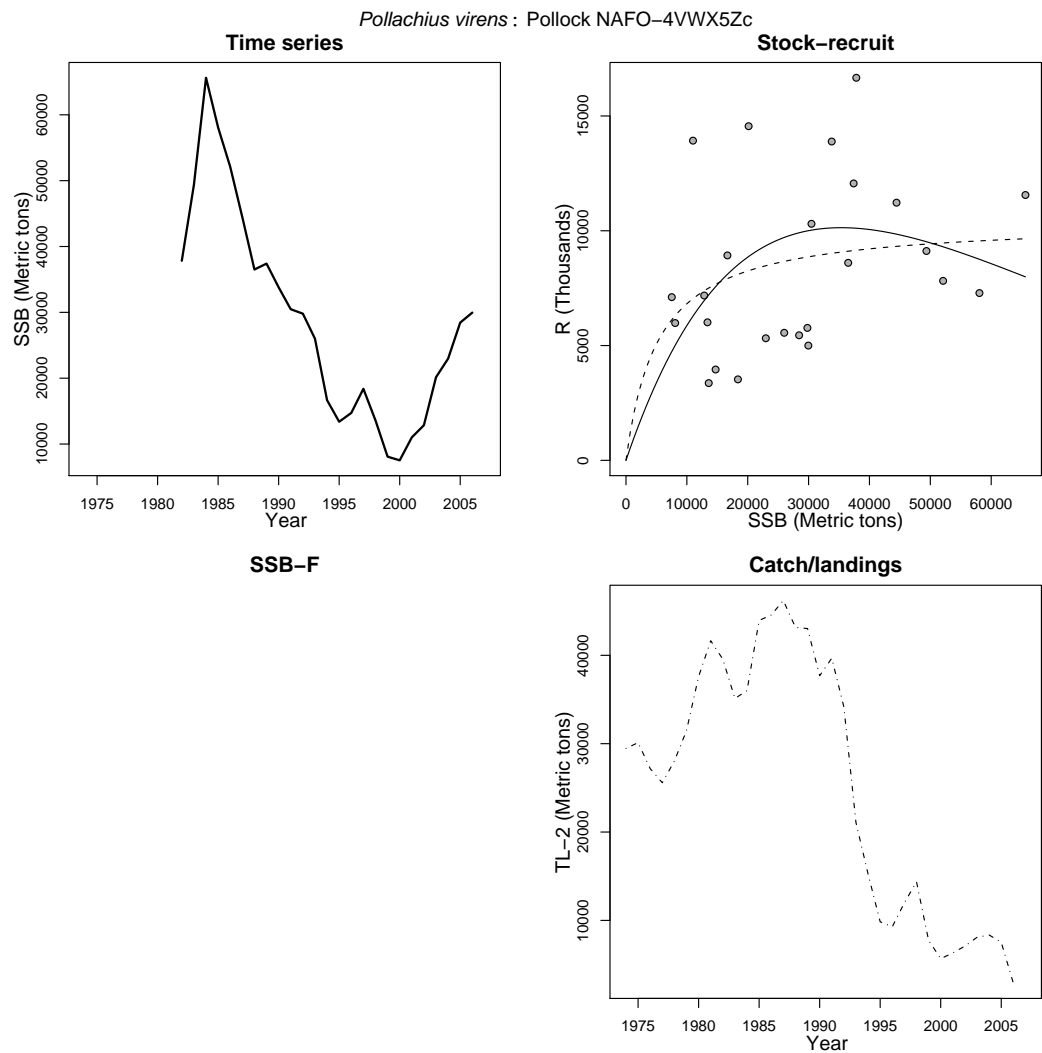 Pollachius virens : Pollock NAFO−4VWX5Zc
Time series
SSB (Metric tons)
10000 20000 30000 40000 50000 60000
1975 1980 1985 1990 1995 2000 2005
Year
Stock−recruit
R (Thousands)
0 5000 10000 15000
0 10000 20000 30000 40000 50000 60000
SSB (Metric tons)
SSB−F
Catch/landings
TL−2 (Metric tons)
10000 20000 30000 40000
1975 1980 1985 1990 1995 2000 2005
Year